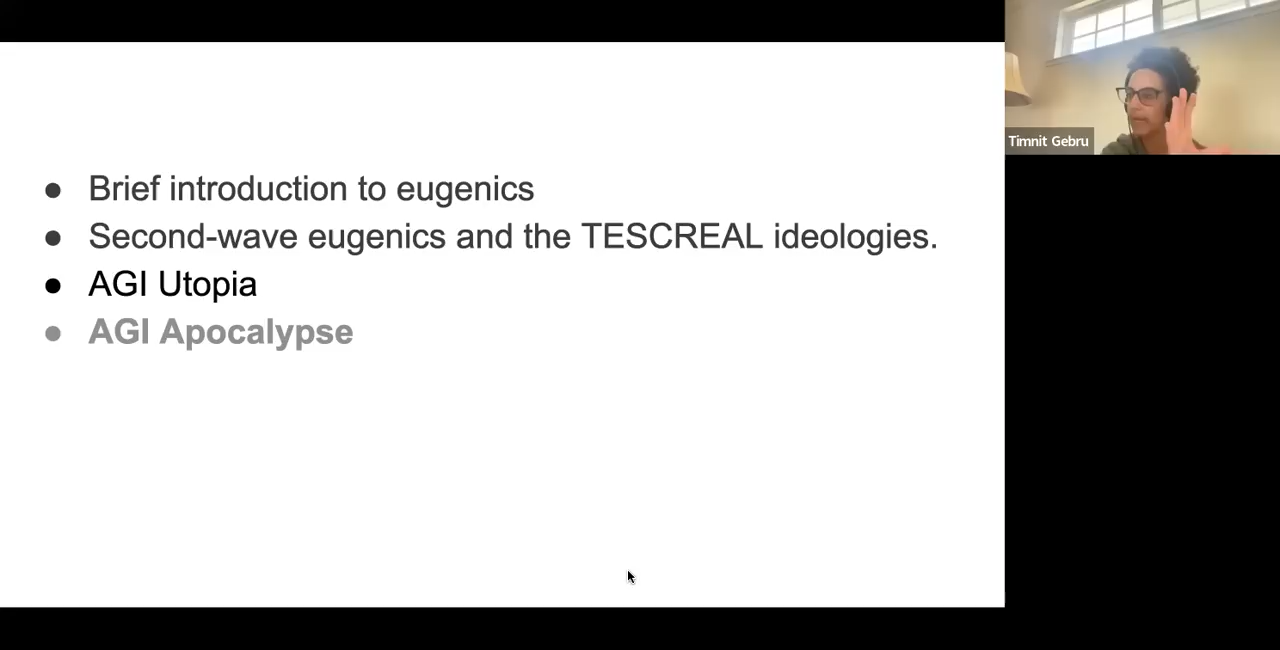 ● Brief introduction to eugenics
● Second-wave eugenics and the TESCREAL ideologies.
● AGI Utopia
● AGI Apocalypse
Timnit Gebru